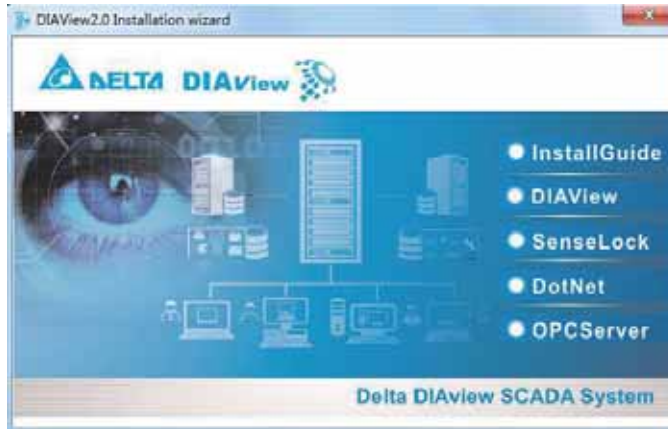 DIAView2.0 Installation wizard
DELTA DIAView
InstallGuide
DIAView
SenseLock
DotNet
OPCServer
Delta DIAview SCADA System